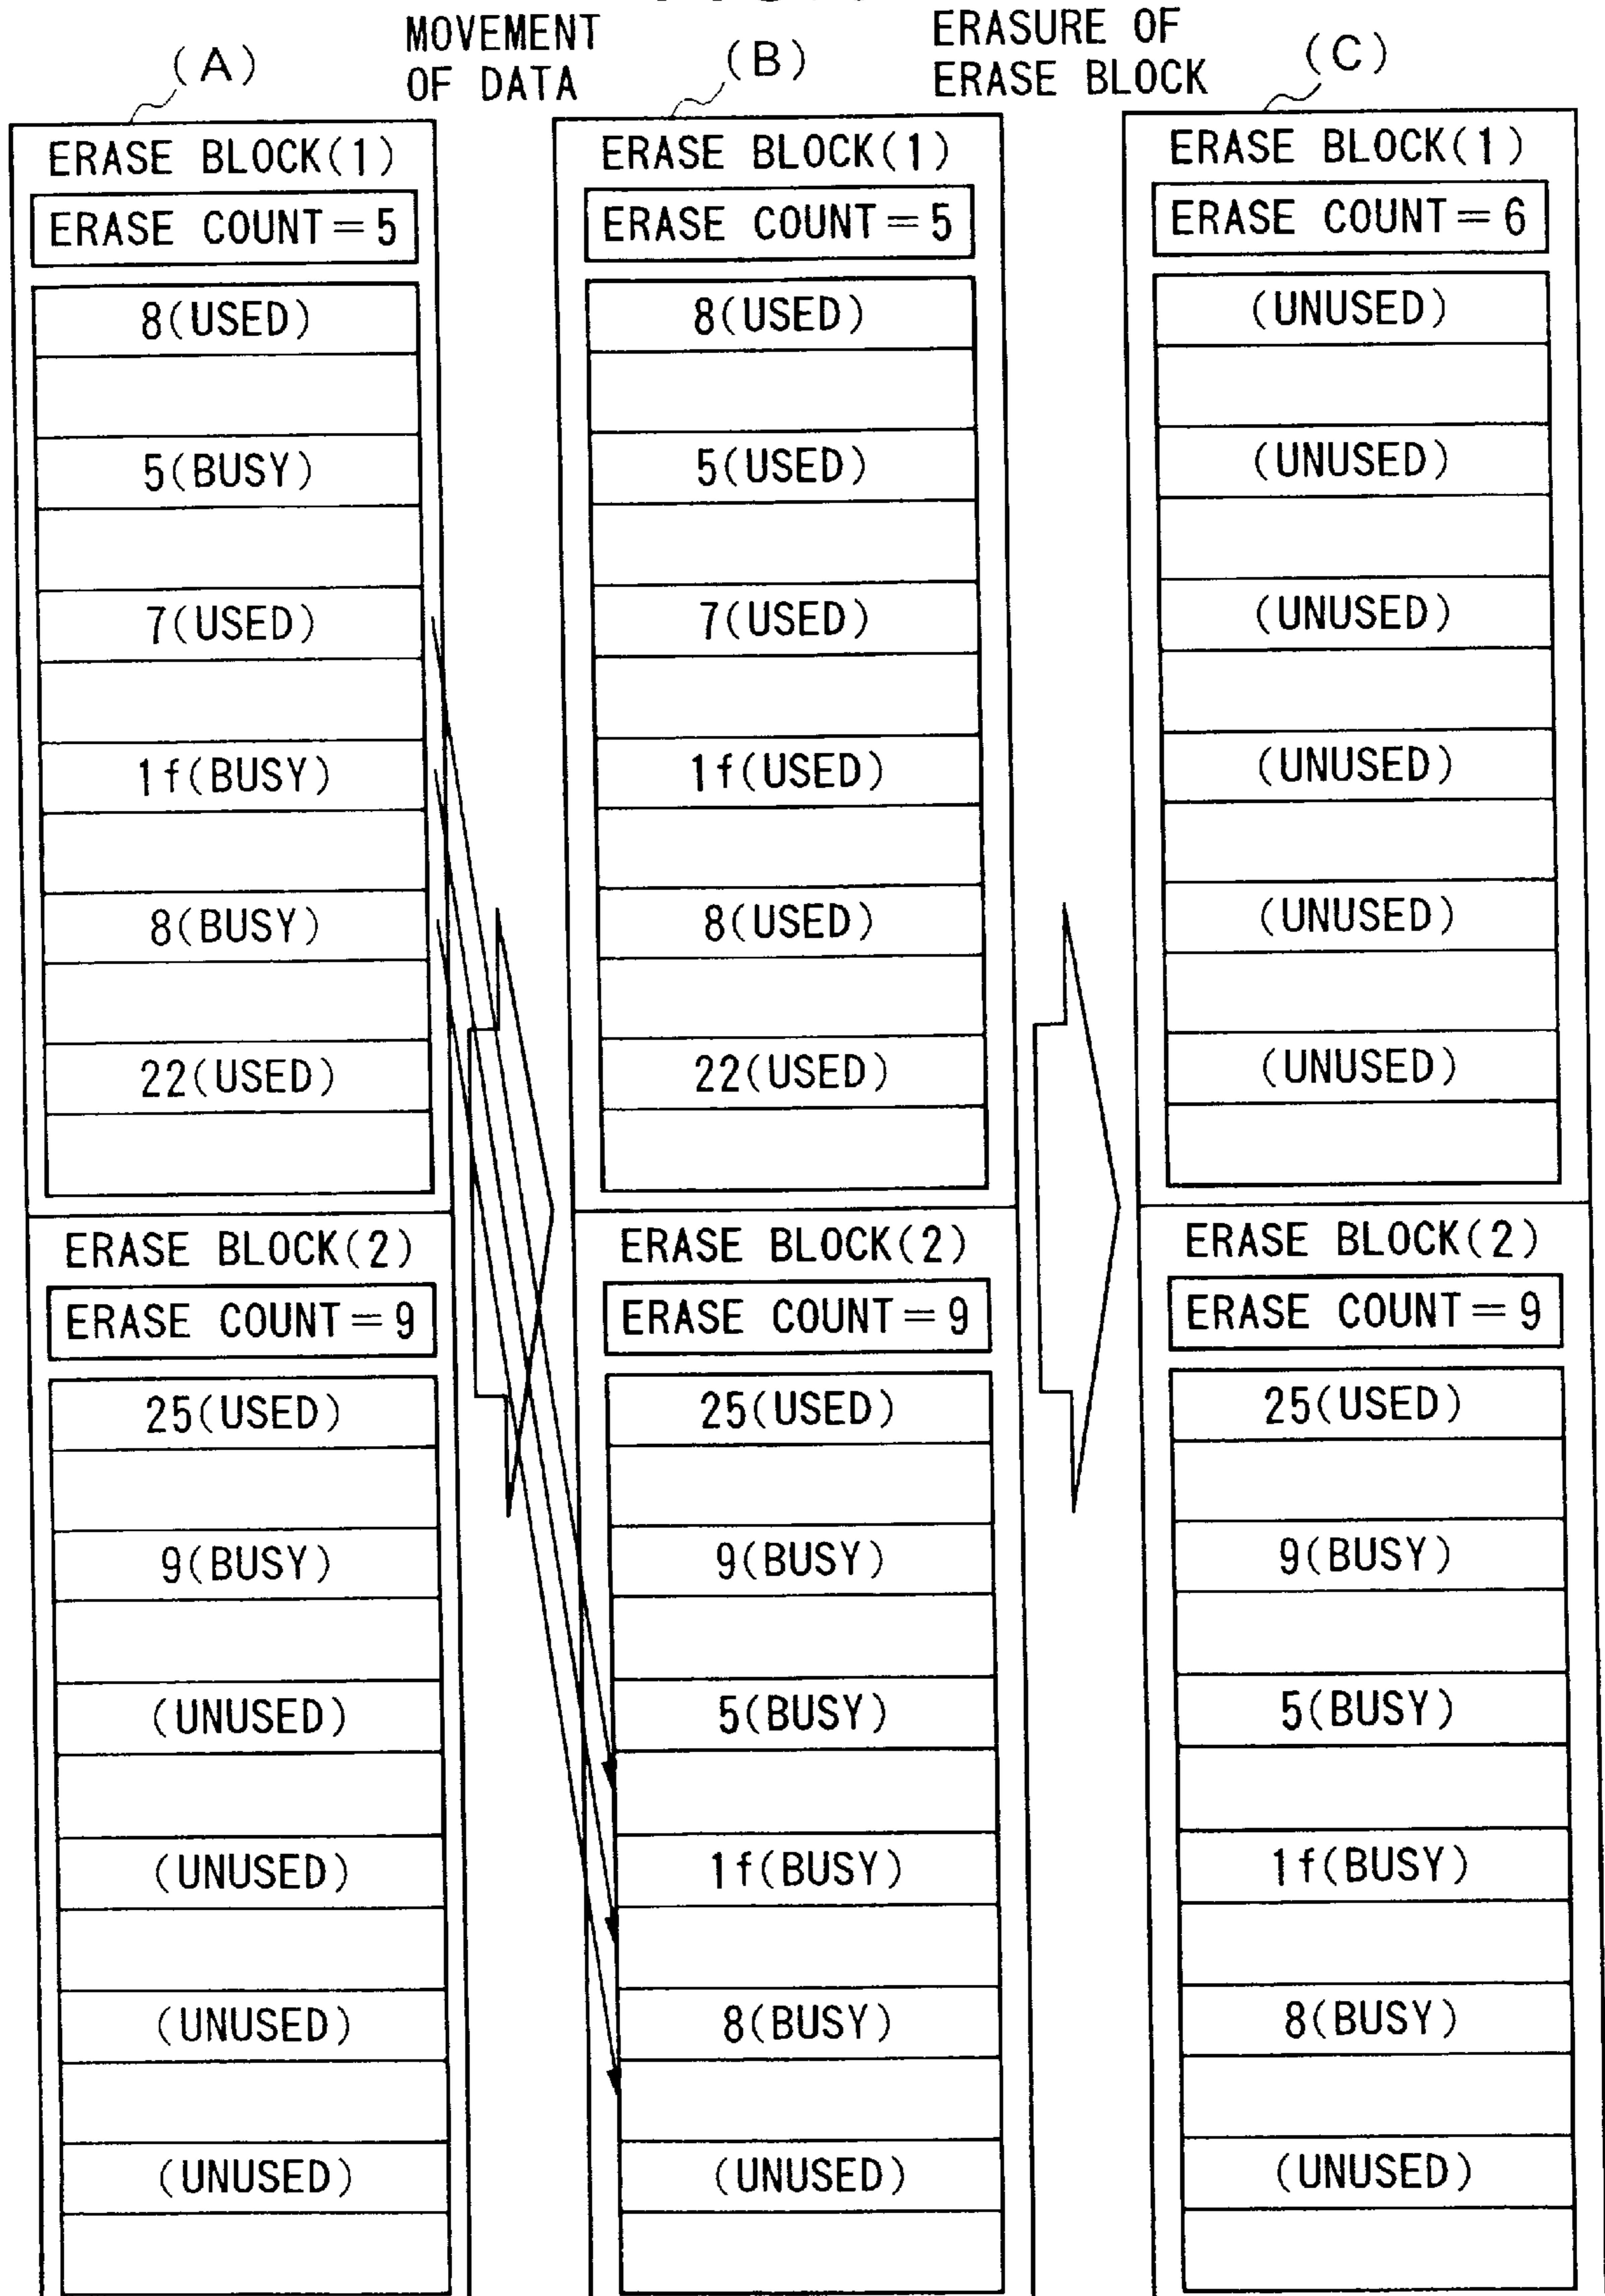 MOVEMENT
OF DATA
ERASURE OF
ERASE BLOCK
(A)
ERASE BLOCK(1)
ERASE COUNT=5
8(USED)
5(BUSY)
7(USED)
1f(BUSY)
8(BUSY)
22(USED)
ERASE BLOCK(2)
ERASE COUNT=9
25(USED)
9(BUSY)
(UNUSED)
(UNUSED)
(UNUSED)
(UNUSED)
(B)
ERASE BLOCK(1)
ERASE COUNT=5
8(USED)
5(USED)
7(USED)
1f(USED)
8(USED)
22(USED)
ERASE BLOCK(2)
ERASE COUNT=9
25(USED)
9(BUSY)
5(BUSY)
1f(BUSY)
8(BUSY)
(UNUSED)
(C)
ERASE BLOCK(1)
ERASE COUNT=6
(UNUSED)
(UNUSED)
(UNUSED)
(UNUSED)
(UNUSED)
(UNUSED)
ERASE BLOCK(2)
ERASE COUNT=9
25(USED)
9(BUSY)
5(BUSY)
1f(BUSY)
8(BUSY)
(UNUSED)